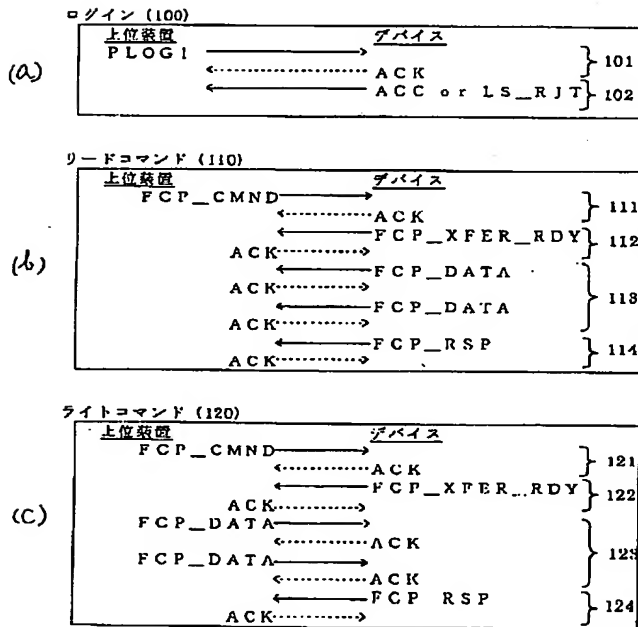 ログイン (100)
上位装置 デバイス
(a)
PLOGI
ACK
101
ACC or LS_RJT
102
リードコマンド (110)
上位装置 デバイス
(b)
FCP_CMND
ACK
111
FCP_XFER_RDY
112
ACK
FCP_DATA
ACK
113
FCP_DATA
ACK
FCP_RSP
114
ACK
ライトコマンド (120)
上位装置 デバイス
(C)
FCP_CMND
ACK
121
FCP_XFER_RDY
122
ACK
FCP_DATA
ACK
123
FCP_DATA
ACK
FCP RSP
124
ACK